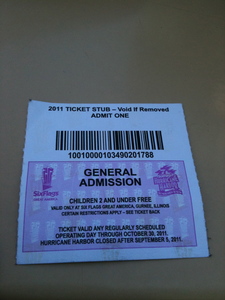 2011 TICKET STUB – Void If Removed
ADMIT ONE
10010000103490201788
GENERAL
ADMISSION
SixFlags
GREAT AMERICA
CHILDREN 2 AND UNDER FREE
VALID ONLY AT SIX FLAGS GREAT AMERICA, GURNEE, ILLINOIS
CERTAIN RESTRICTIONS APPLY – SEE TICKET BACK
TICKET VALID ANY REGULARLY SCHEDULED
OPERATING DAY THROUGH OCTOBER 30, 2011.
HURRICANE HARBOR CLOSED AFTER SEPTEMBER 5, 2011.